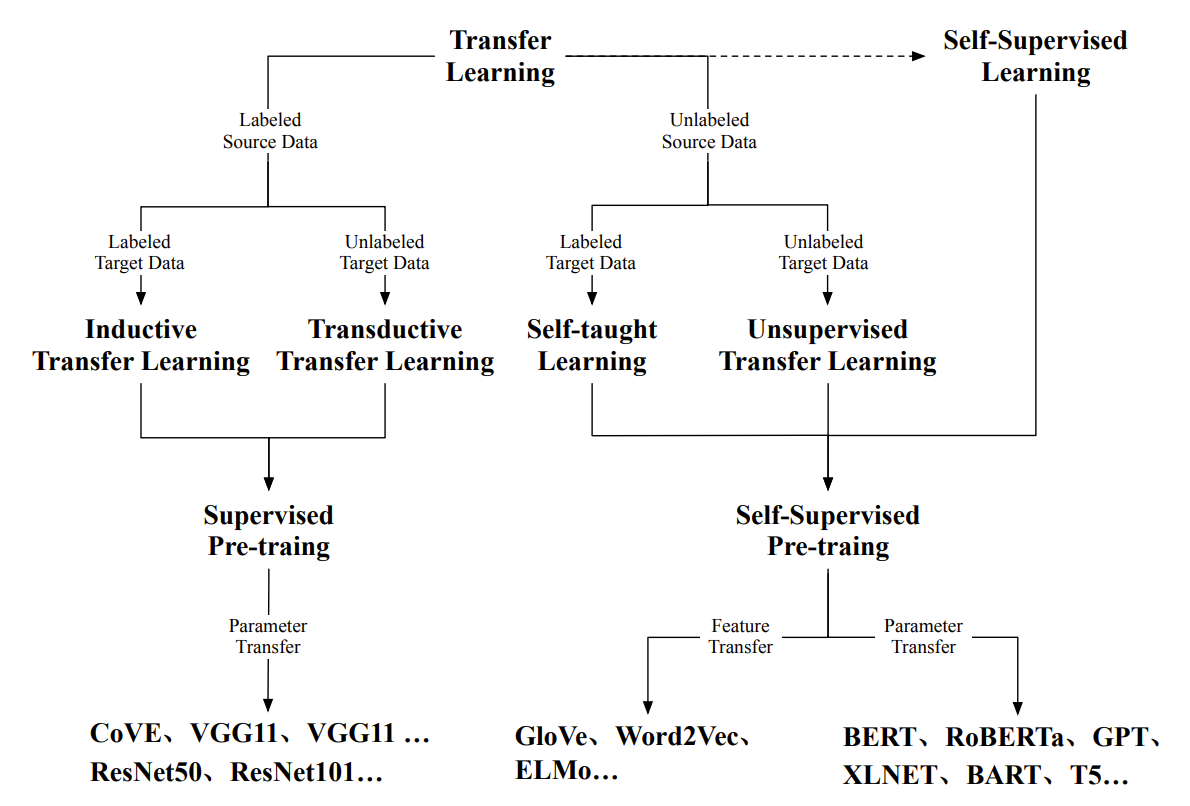 Transfer
Learning
Self-Supervised
Learning
Labeled
Source Data
Unlabeled
Source Data
Labeled
Target Data
Unlabeled
Target Data
Labeled
Target Data
Unlabeled
Target Data
Inductive
Transfer Learning
Transductive
Transfer Learning
Self-taught
Learning
Unsupervised
Transfer Learning
Supervised
Pre-traing
Self-Supervised
Pre-traing
Parameter
Transfer
Feature
Transfer
Parameter
Transfer
CoVE、VGG11、VGG11 …
ResNet50、ResNet101…
GloVe、Word2Vec、
ELMo…
BERT、RoBERTa、GPT、
XLNET、BART、T5…